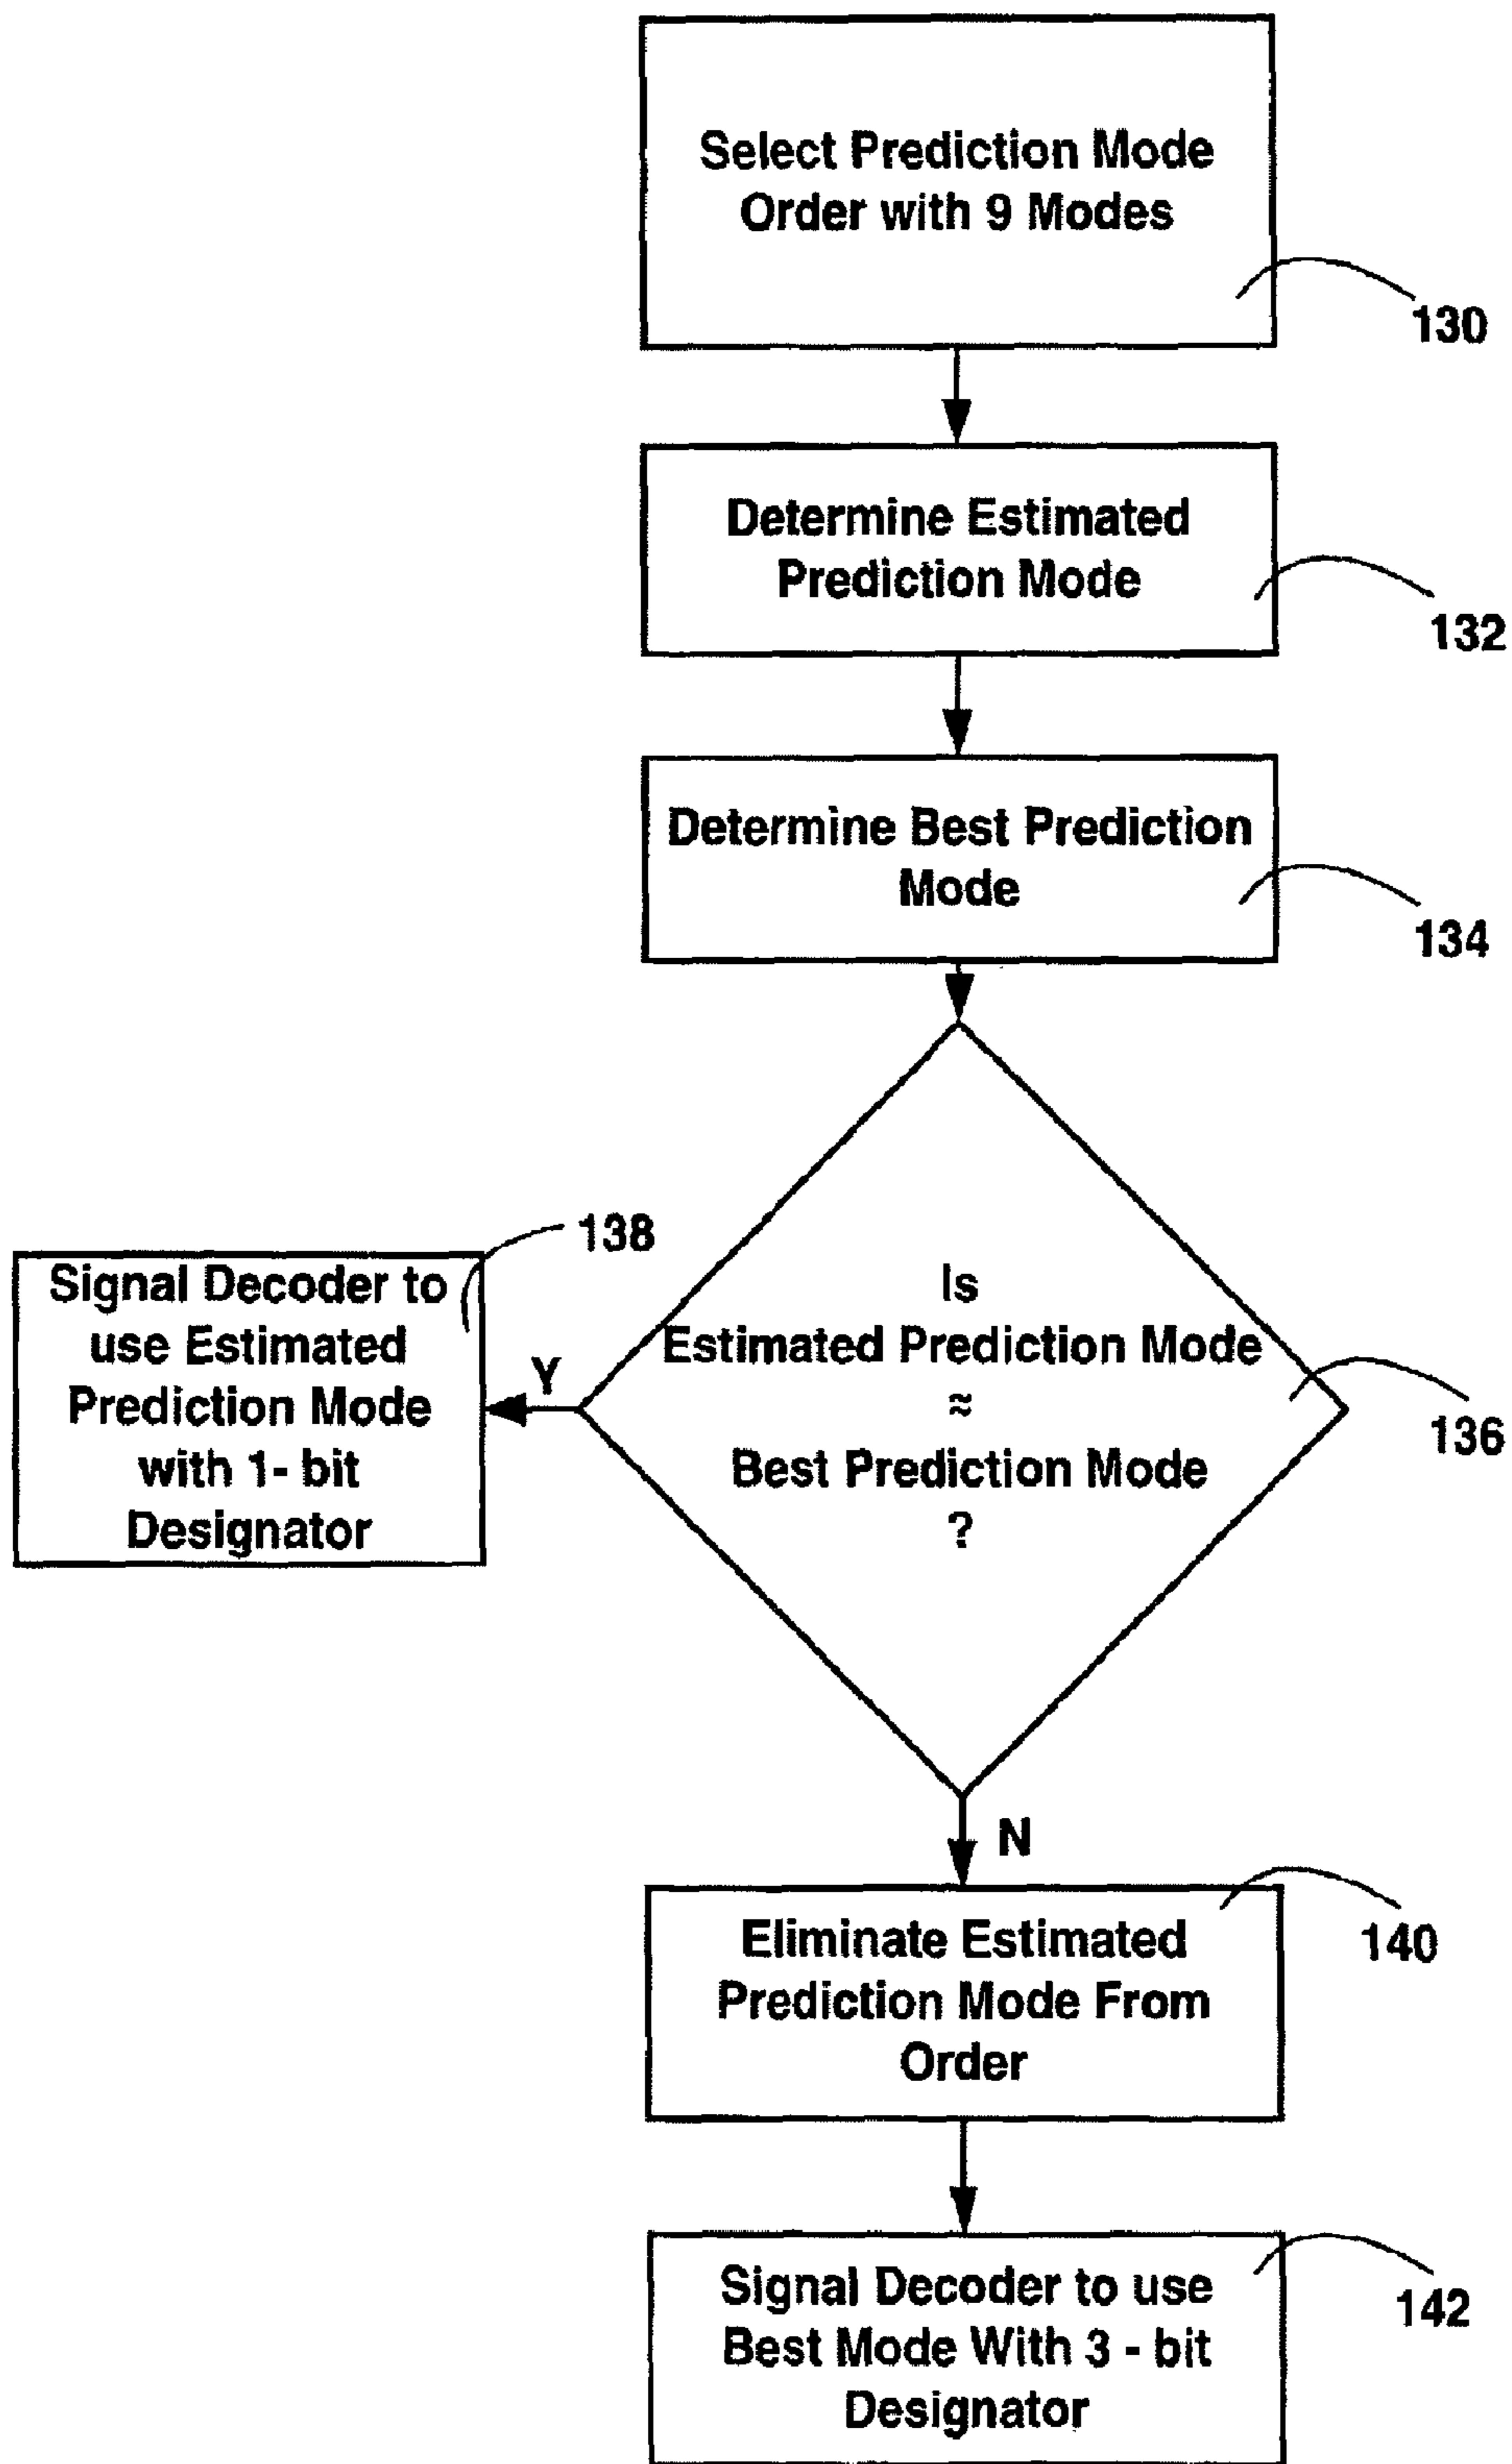 Select Prediction Mode
Order with 9 Modes
130
Determine Estimated
Prediction Mode
132
Determine Best Prediction
Mode
134
Is
Estimated Prediction Mode
≈
Best Prediction Mode
?
136
Y
138
Signal Decoder to
use Estimated
Prediction Mode
with 1- bit
Designator
N
Eliminate Estimated
Prediction Mode From
Order
140
Signal Decoder to use
Best Mode With 3 - bit
Designator
142